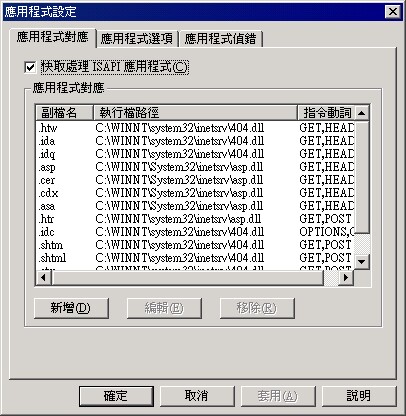 應用程式設定
應用程式對應 應用程式選項 應用程式偵錯
快取處理 ISAPI 應用程式(C)
應用程式對應
副檔名 執行檔路徑 指令動詞
.htw C:\WINNT\system32\inetsrv\404.dll GET,HEAD
.ida C:\WINNT\system32\inetsrv\404.dll GET,HEAD
.idq C:\WINNT\system32\inetsrv\404.dll GET,HEAD
.asp C:\WINNT\System32\inetsrv\asp.dll GET,HEAD
.cer C:\WINNT\System32\inetsrv\asp.dll GET,HEAD
.cdx C:\WINNT\System32\inetsrv\asp.dll GET,HEAD
.asa C:\WINNT\System32\inetsrv\asp.dll GET,HEAD
.htr C:\WINNT\system32\inetsrv\asp.dll GET,POST
.idc C:\WINNT\system32\inetsrv\404.dll OPTIONS,
.shtm C:\WINNT\system32\inetsrv\404.dll GET,POST
.shtml C:\WINNT\system32\inetsrv\404.dll GET,POST
新增(D) 編輯(E) 移除(R)
確定 取消 套用(A) 說明